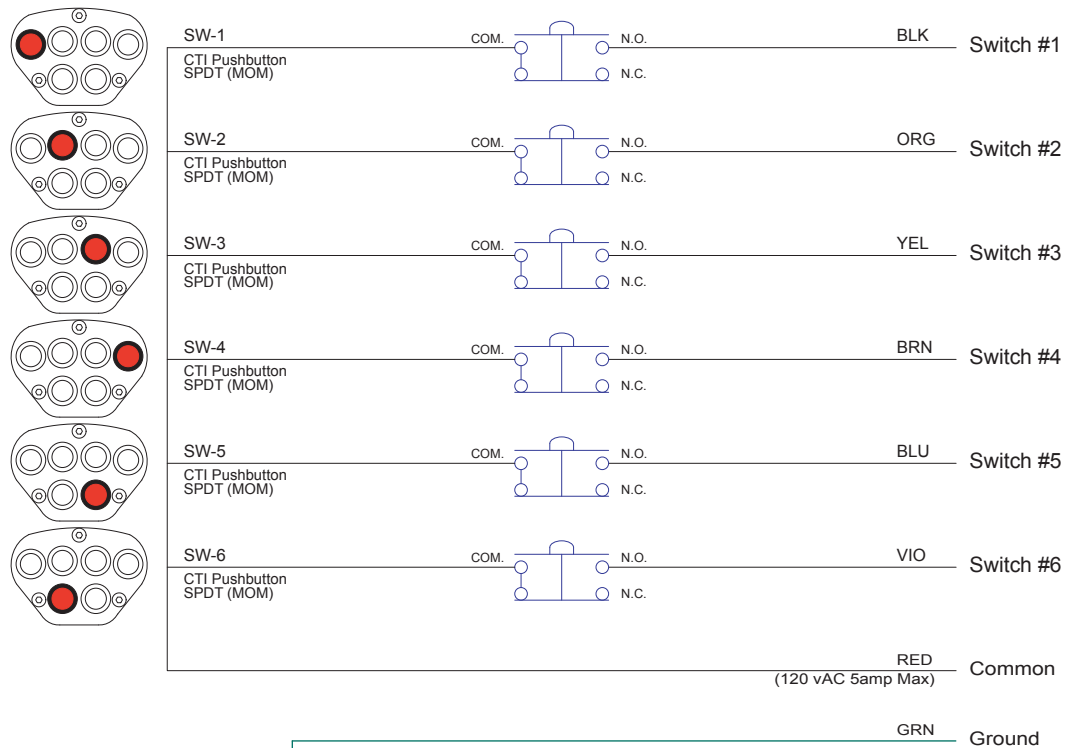 SW-1 COM. N.O. BLK Switch #1
CTI Pushbutton
SPDT (MOM) N.C.
SW-2 COM. N.O. ORG Switch #2
CTI Pushbutton
SPDT (MOM) N.C.
SW-3 COM. N.O. YEL Switch #3
CTI Pushbutton
SPDT (MOM) N.C.
SW-4 COM. N.O. BRN Switch #4
CTI Pushbutton
SPDT (MOM) N.C.
SW-5 COM. N.O. BLU Switch #5
CTI Pushbutton
SPDT (MOM) N.C.
SW-6 COM. N.O. VIO Switch #6
CTI Pushbutton
SPDT (MOM) N.C.
RED Common
(120 vAC 5amp Max)
GRN Ground